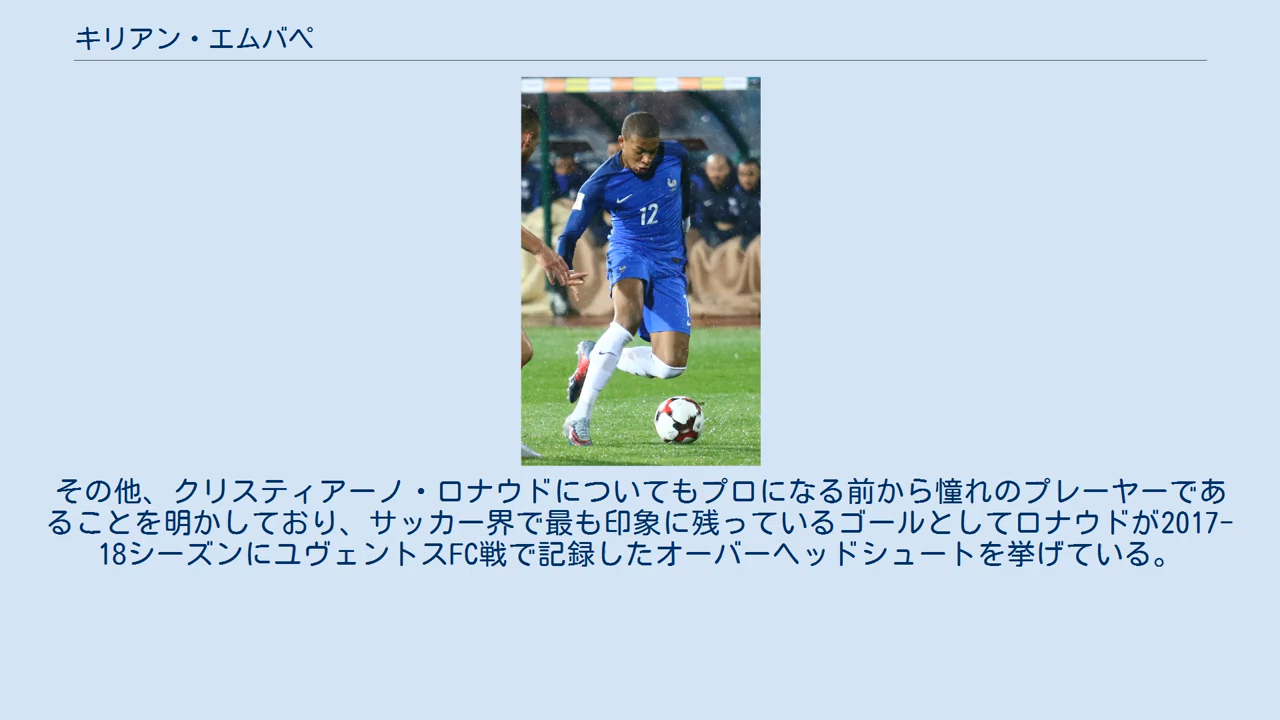 キリアン・エムバペ
12
その他、クリスティアーノ・ロナウドについてもプロになる前から憧れのプレーヤーであ
ることを明かしており、サッカー界で最も印象に残っているゴールとしてロナウドが2017-
18シーズンにユヴェントスFC戦で記録したオーバーヘッドシュートを挙げている。